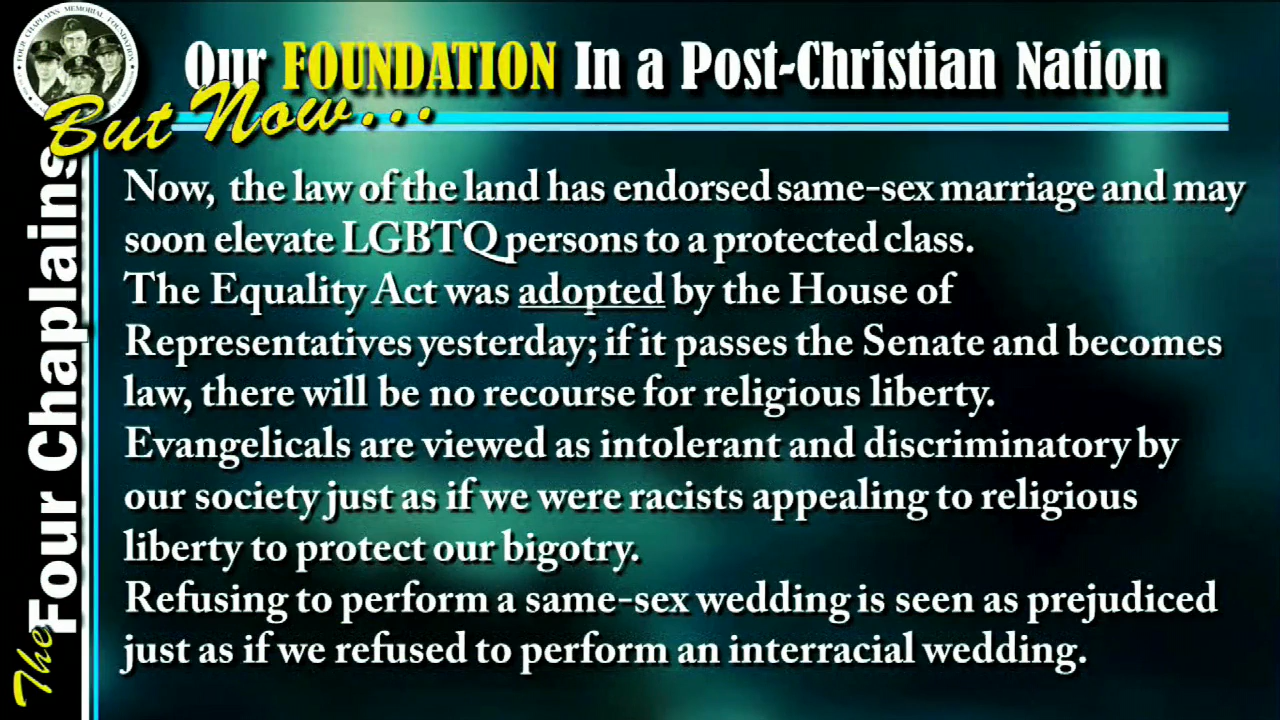 FOUR CHAPLAINS MEMORIAL FOUNDATION
Our FOUNDATION In a Post-Christian Nation
But Now...
The Four Chaplains
Now, the law of the land has endorsed same-sex marriage and may
soon elevate LGBTQ persons to a protected class.
The Equality Act was adopted by the House of
Representatives yesterday; if it passes the Senate and becomes
law, there will be no recourse for religious liberty.
Evangelicals are viewed as intolerant and discriminatory by
our society just as if we were racists appealing to religious
liberty to protect our bigotry.
Refusing to perform a same-sex wedding is seen as prejudiced
just as if we refused to perform an interracial wedding.